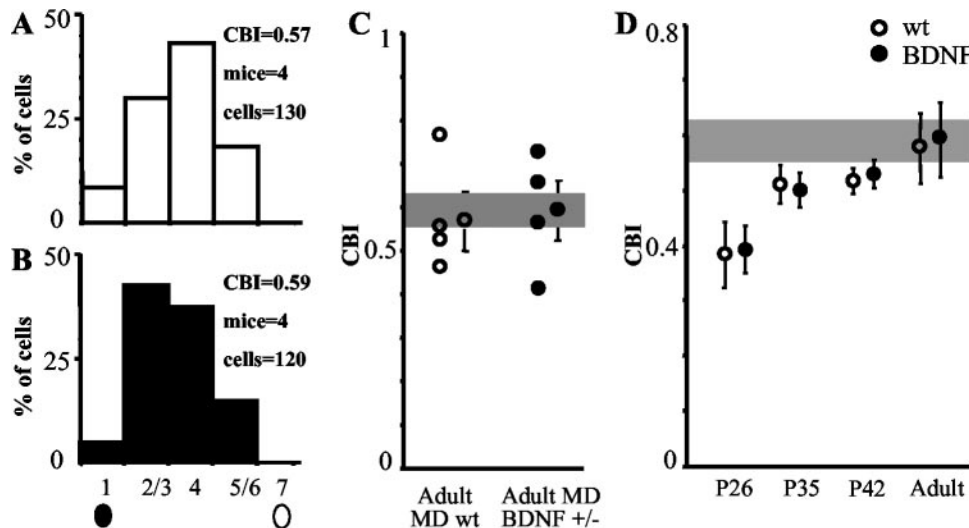 A
50
25
0
% of cells
CBI=0.57
mice=4
cells=130
B
50
25
0
% of cells
CBI=0.59
mice=4
cells=120
1 2/3 4 5/6 7
C
1
0.5
0
CBI
Adult
MD wt
Adult MD
BDNF +/-
D
0.8
0.4
0
CBI
wt
BDNF
P26 P35 P42 Adult